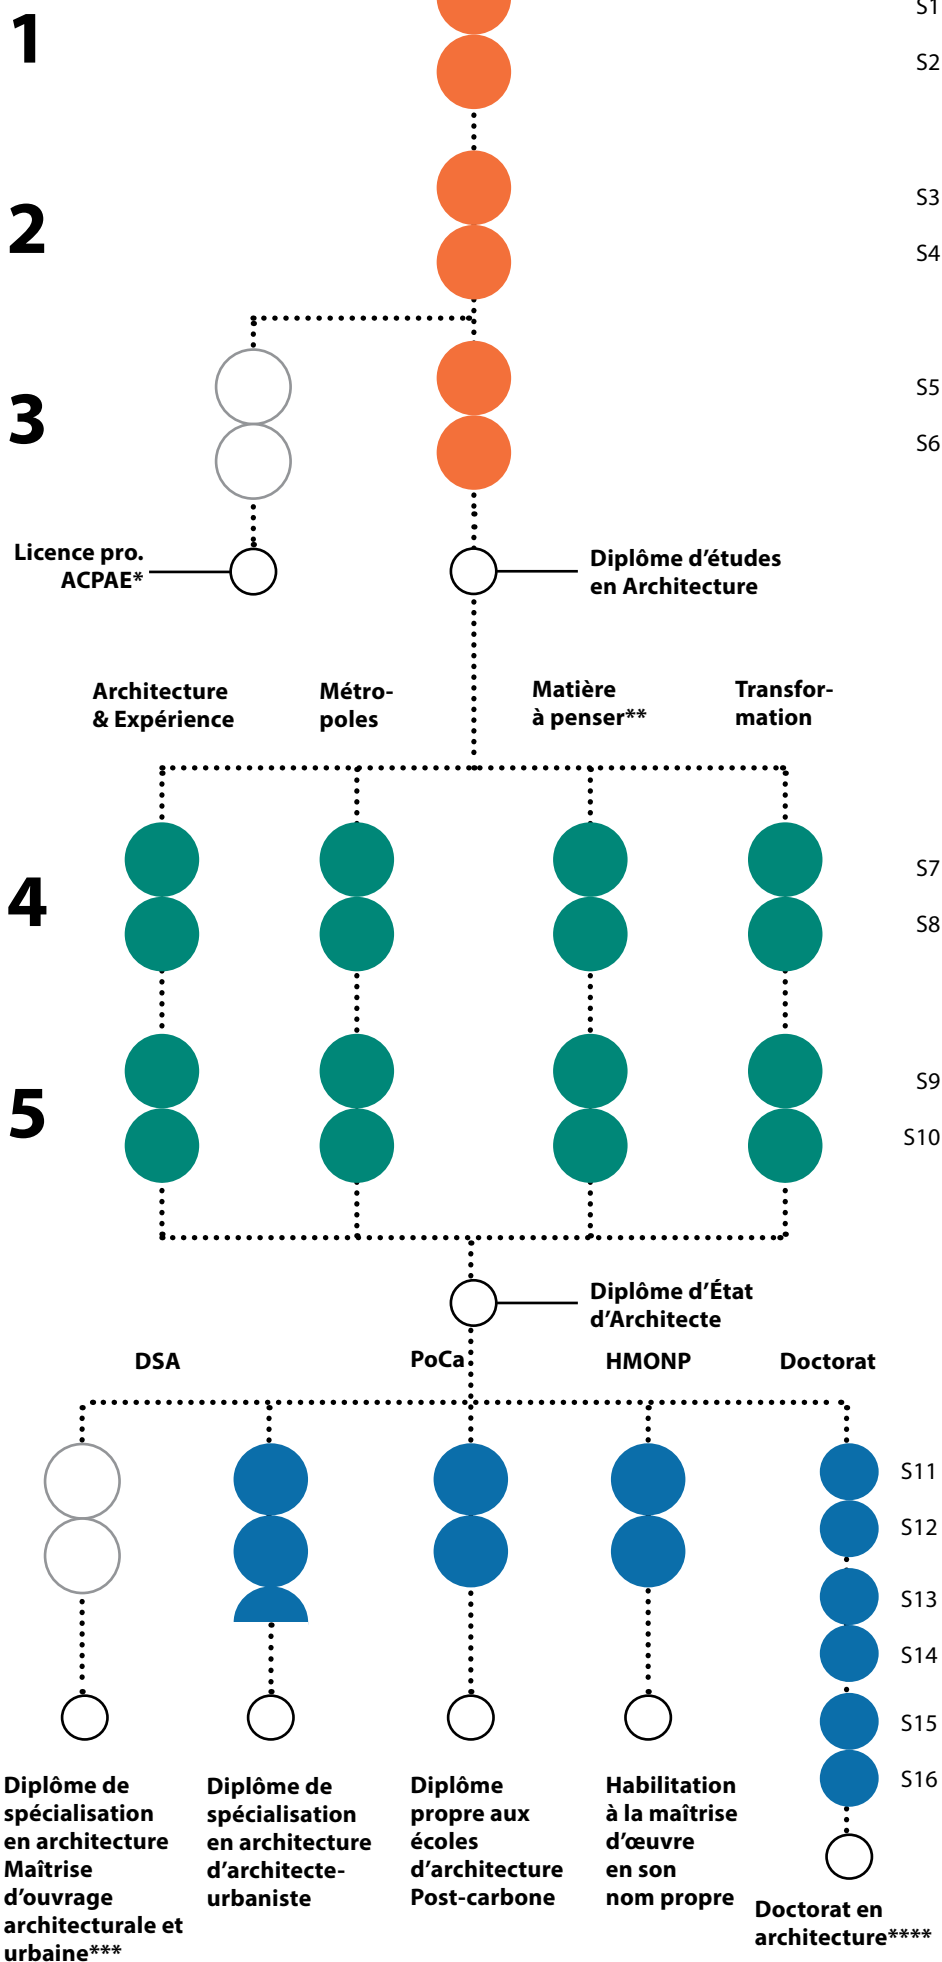 1
S1
S2
2
S3
S4
3
S5
S6
Licence pro.
ACPAE*
Diplôme d’études
en Architecture
Architecture
& Expérience
Métro-
poles
Matière
à penser**
Transfor-
mation
4
S7
S8
5
S9
S10
Diplôme d’État
d’Architecte
DSA
PoCa
HMONP
Doctorat
S11
S12
S13
S14
S15
S16
Diplôme de
spécialisation
en architecture
Maîtrise
d’ouvrage
architecturale et
urbaine***
Diplôme de
spécialisation
en architecture
d’architecte-
urbaniste
Diplôme
propre aux
écoles
d’architecture
Post-carbone
Habilitation
à la maîtrise
d’œuvre
en son
nom propre
Doctorat en
architecture****